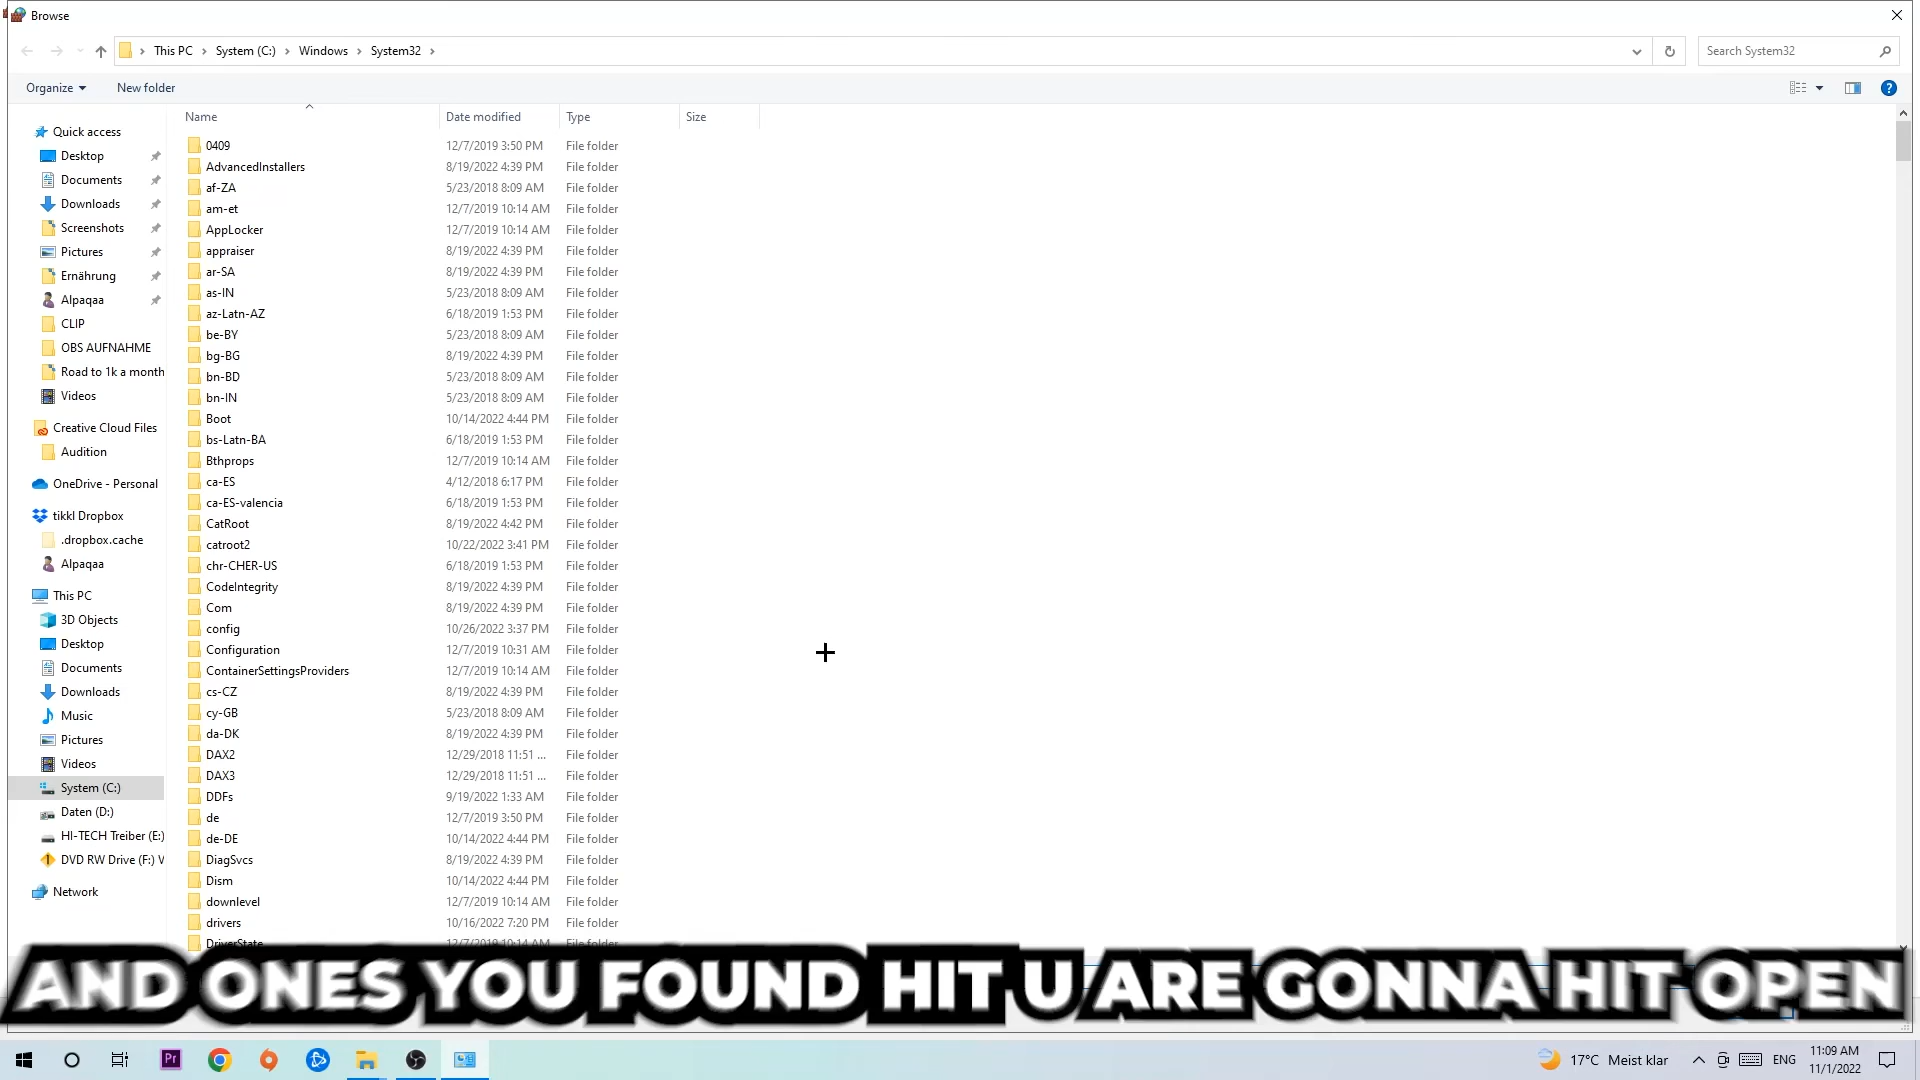 Browse
This PC > System (C:) > Windows > System32 >
Search System32
Organize
New folder
Name Date modified Type Size
Quick access
Desktop
Documents
Downloads
Screenshots
Pictures
Ernährung
Alpaqaa
CLIP
OBS AUFNAHME
Road to 1k a month
Videos
Creative Cloud Files
Audition
OneDrive - Personal
tikkl Dropbox
.dropbox.cache
Alpaqaa
This PC
3D Objects
Desktop
Documents
Downloads
Music
Pictures
Videos
System (C:)
Daten (D:)
HI-TECH Treiber (E:)
DVD RW Drive (F:) V
Network
0409 12/7/2019 3:50 PM File folder
AdvancedInstallers 8/19/2022 4:39 PM File folder
af-ZA 5/23/2018 8:09 AM File folder
am-et 12/7/2019 10:14 AM File folder
AppLocker 12/7/2019 10:14 AM File folder
appraiser 8/19/2022 4:39 PM File folder
ar-SA 8/19/2022 4:39 PM File folder
as-IN 5/23/2018 8:09 AM File folder
az-Latn-AZ 6/18/2019 1:53 PM File folder
be-BY 5/23/2018 8:09 AM File folder
bg-BG 8/19/2022 4:39 PM File folder
bn-BD 5/23/2018 8:09 AM File folder
bn-IN 5/23/2018 8:09 AM File folder
Boot 10/14/2022 4:44 PM File folder
bs-Latn-BA 6/18/2019 1:53 PM File folder
Bthprops 12/7/2019 10:14 AM File folder
ca-ES 4/12/2018 6:17 PM File folder
ca-ES-valencia 6/18/2019 1:53 PM File folder
CatRoot 8/19/2022 4:42 PM File folder
catroot2 10/22/2022 3:41 PM File folder
chr-CHER-US 6/18/2019 1:53 PM File folder
CodeIntegrity 8/19/2022 4:39 PM File folder
Com 8/19/2022 4:39 PM File folder
config 10/26/2022 3:37 PM File folder
Configuration 12/7/2019 10:31 AM File folder
ContainerSettingsProviders 12/7/2019 10:14 AM File folder
cs-CZ 8/19/2022 4:39 PM File folder
cy-GB 5/23/2018 8:09 AM File folder
da-DK 8/19/2022 4:39 PM File folder
DAX2 12/29/2018 11:51 ... File folder
DAX3 12/29/2018 11:51 ... File folder
DDFs 9/19/2022 1:33 AM File folder
de 12/7/2019 3:50 PM File folder
de-DE 10/14/2022 4:44 PM File folder
DiagSvcs 8/19/2022 4:39 PM File folder
Dism 10/14/2022 4:44 PM File folder
downlevel 12/7/2019 10:14 AM File folder
drivers 10/16/2022 7:20 PM File folder
DriverState 12/7/2019 10:14 AM File folder
AND ONES YOU FOUND HIT U ARE GONNA HIT OPEN
Pr
17°C Meist klar
ENG
11:09 AM
11/1/2022